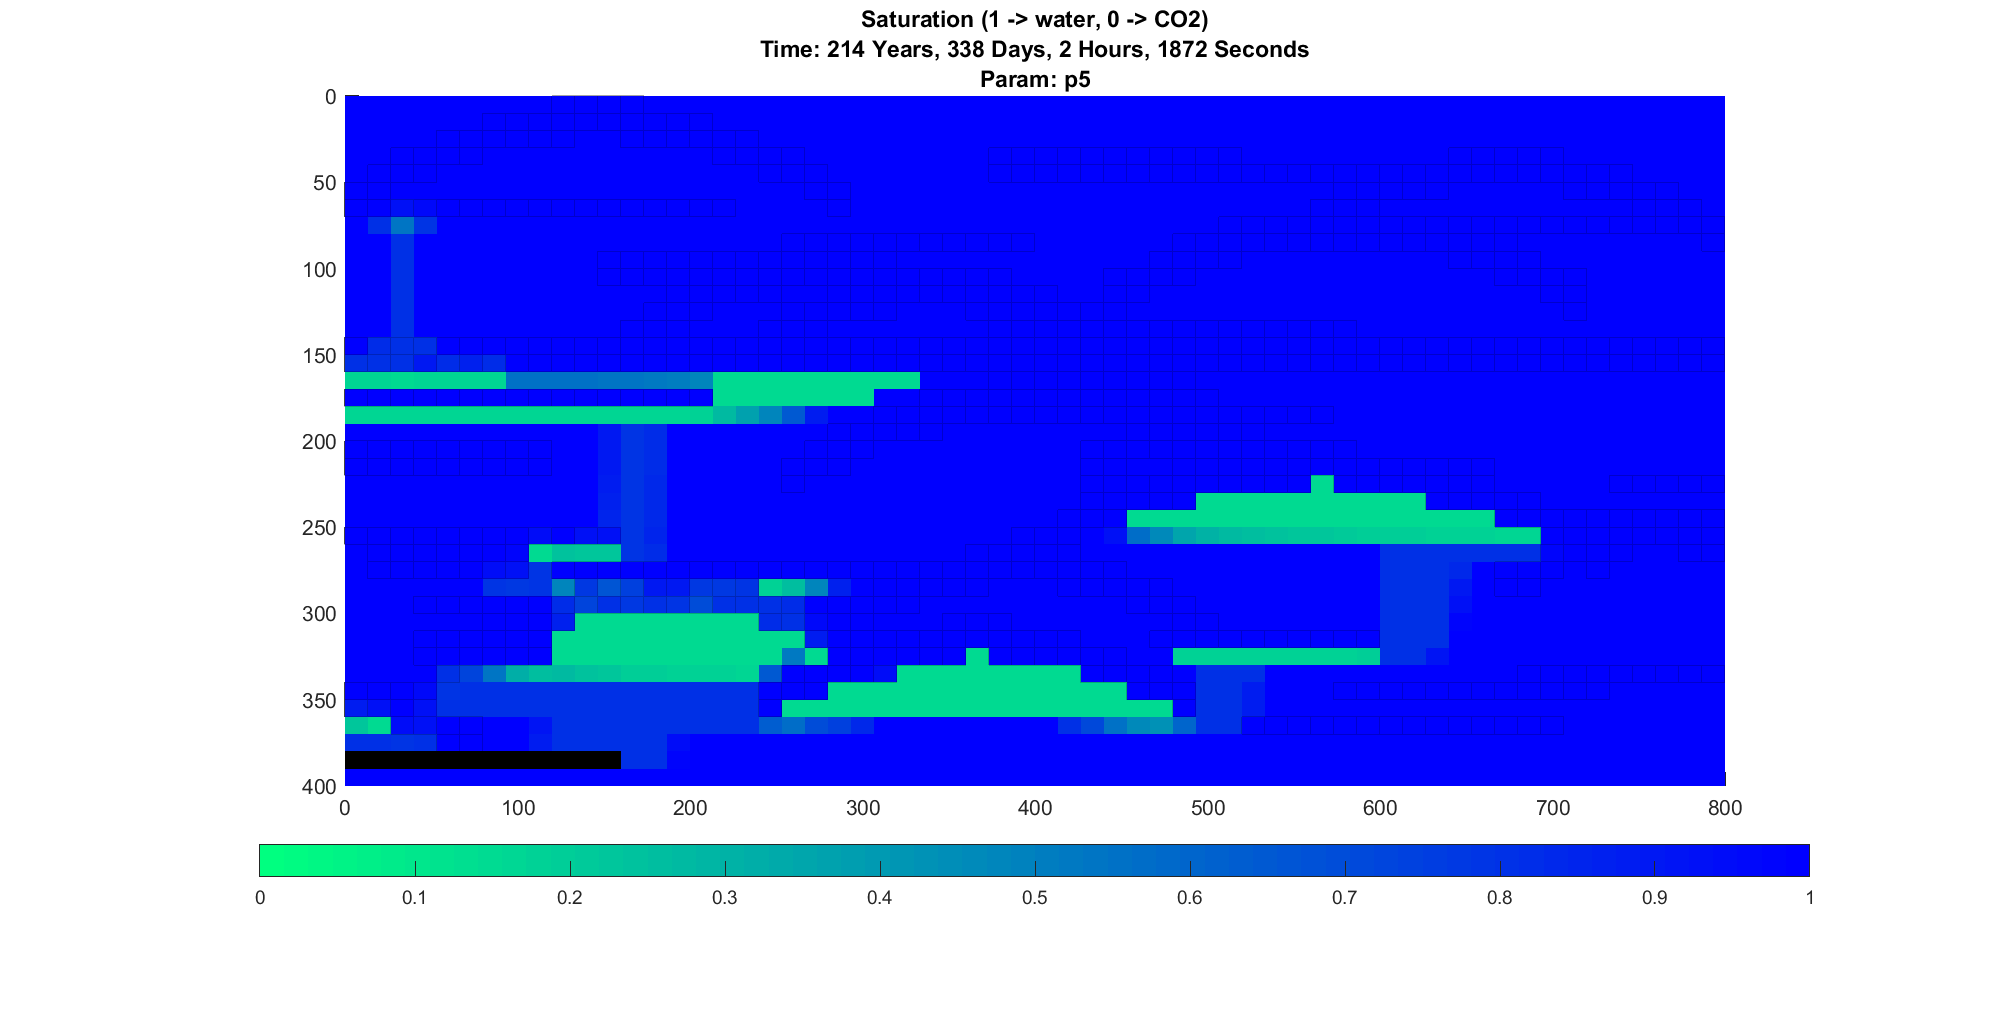 Saturation (1 -> water, 0 -> CO2)
Time: 214 Years, 338 Days, 2 Hours, 1872 Seconds
Param: p5
0
50
100
150
200
250
300
350
400
0 100 200 300 400 500 600 700 800
0 0.1 0.2 0.3 0.4 0.5 0.6 0.7 0.8 0.9 1